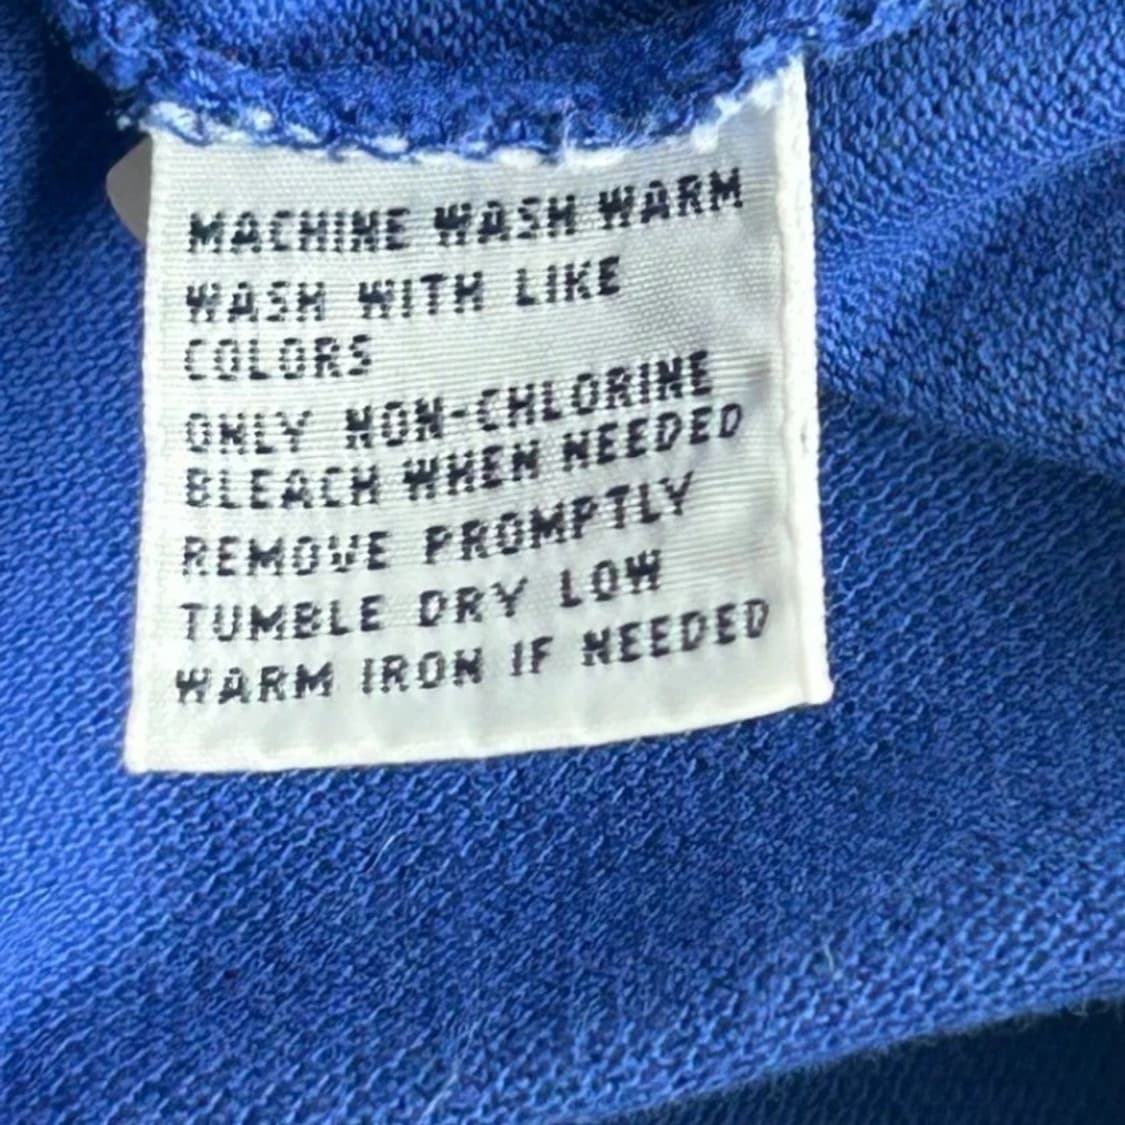 MACHINE WASH WARM
WASH WITH LIKE
COLORS
ONLY NON-CHLORINE
BLEACH WHEN NEEDED
REMOVE PROMPTLY
TUMBLE DRY LOW
WARM IRON IF NEEDED